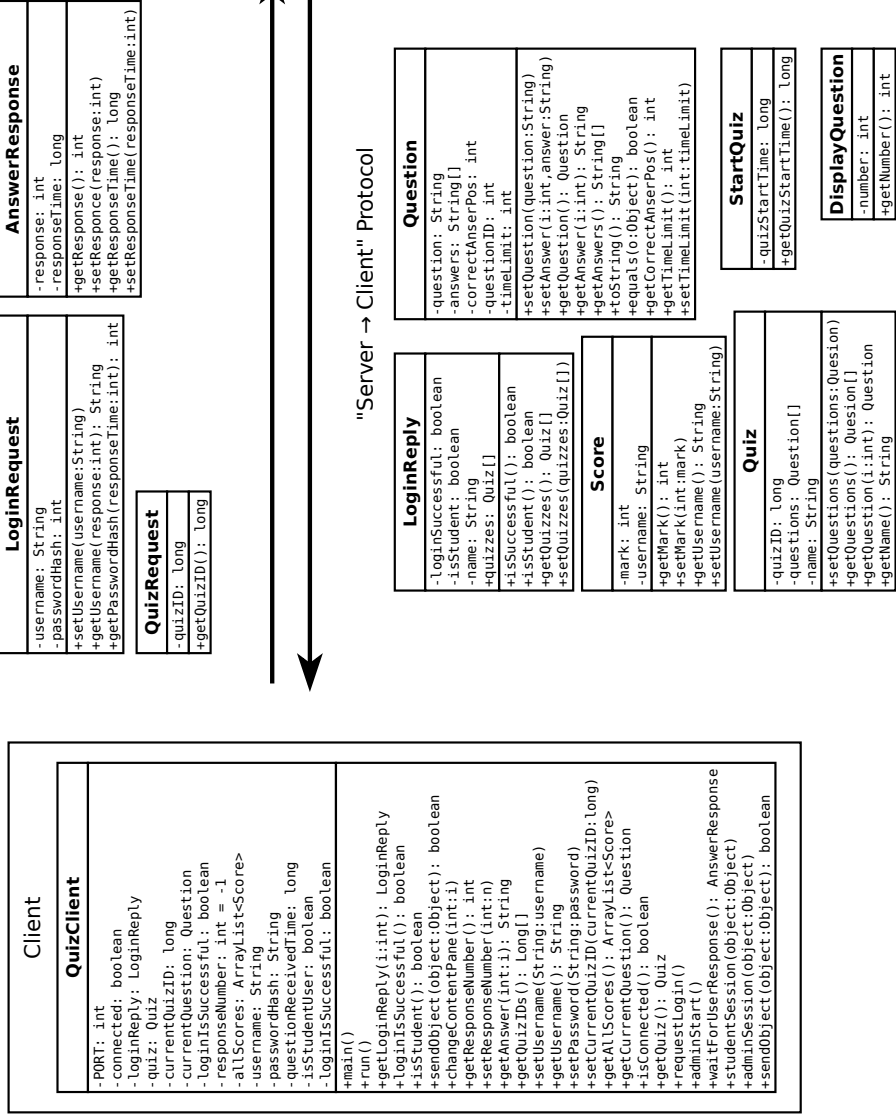 Client
QuizClient
-PORT: int
-connected: boolean
-loginReply: LoginReply
-quiz: Quiz
-currentQuizID: long
-currentQuestion: Question
-loginIsSuccessful: boolean
-responseNumber: int = -1
-allScores: ArrayList<Score>
-username: String
-passwordHash: String
-questionReceivedTime: long
-isStudentUser: boolean
-loginIsSuccessful: boolean
+main()
+run()
+getLoginReply(i:int): LoginReply
+loginIsSuccessful(): boolean
+isStudent(): boolean
+sendObject(object:Object): boolean
+changeContentPane(int:i)
+getResponseNumber(): int
+setResponseNumber(int:n)
+getAnswer(int:i): String
+getQuizIDs(): Long[]
+setUsername(String:username)
+getUsername(): String
+setPassword(String:password)
+setCurrentQuizID(currentQuizID:long)
+getAllScores(): ArrayList<Score>
+getCurrentQuestion(): Question
+isConnected(): boolean
+getQuiz(): Quiz
+requestLogin()
+adminStart()
+waitForUserResponse(): AnswerResponse
+studentSession(object:Object)
+adminSession(object:Object)
+sendObject(object:Object): boolean
LoginRequest
-username: String
-passwordHash: int
+setUsername(username:String)
+getUsername(response:int): String
+getPasswordHash(responseTime:int): int
AnswerResponse
-response: int
-responseTime: long
+getResponse(): int
+setResponce(response:int)
+getResponseTime(): long
+setResponseTime(responseTime:int)
QuizRequest
-quizID: long
+getQuizID(): long
"Server → Client" Protocol
LoginReply
-loginSuccessful: boolean
-isStudent: boolean
-name: String
+quizzes: Quiz[]
+isSuccessful(): boolean
+isStudent(): boolean
+getQuizzes(): Quiz[]
+setQuizzes(quizzes:Quiz[])
Question
-question: String
-answers: String[]
-correctAnserPos: int
-questionID: int
-timeLimit: int
+setQuestion(question:String)
+setAnswer(i:int,answer:String)
+getQuestion(): Question
+getAnswer(i:int): String
+getAnswers(): String[]
+toString(): String
+equals(o:Object): boolean
+getCorrectAnserPos(): int
+getTimeLimit(): int
+setTimeLimit(int:timeLimit)
Score
-mark: int
-username: String
+getMark(): int
+setMark(int:mark)
+getUsername(): String
+setUsername(username:String)
StartQuiz
-quizStartTime: long
+getQuizStartTime(): long
Quiz
-quizID: long
-questions: Question[]
-name: String
+setQuestions(questions:Quesion)
+getQuestions(): Quesion[]
+getQuestion(i:int): Question
+getName(): String
DisplayQuestion
-number: int
+getNumber(): int